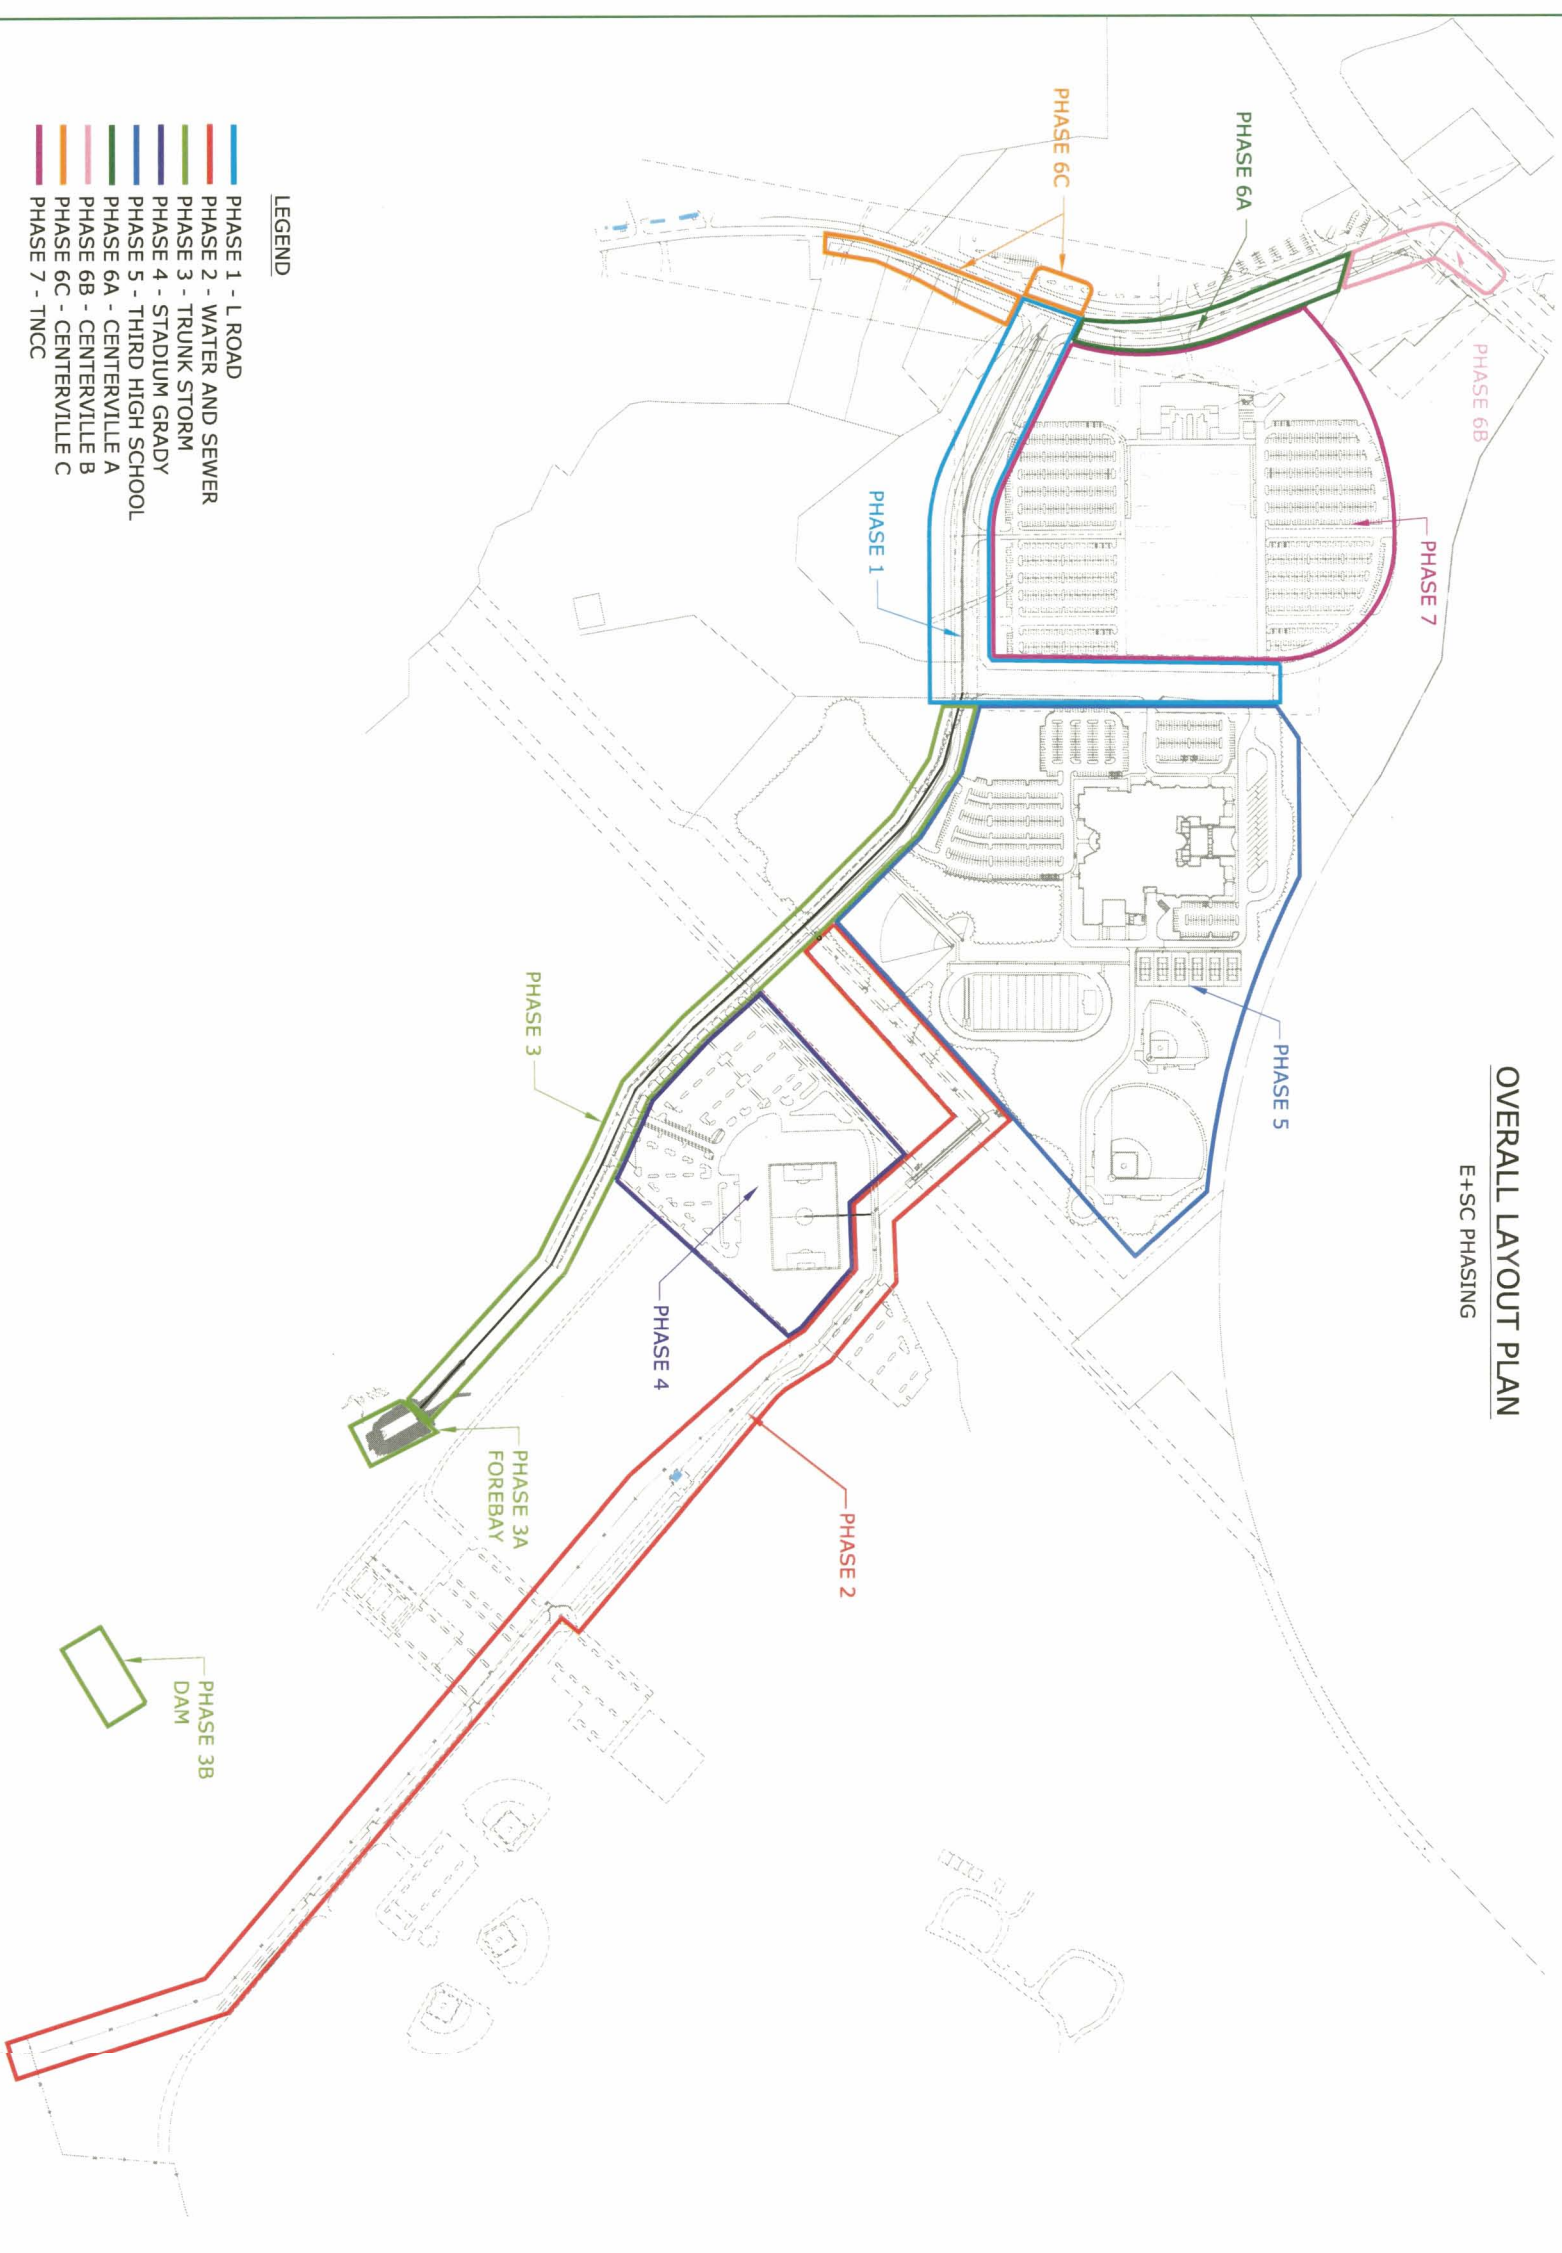 OVERALL LAYOUT PLAN
E+SC PHASING
PHASE 6B
PHASE 7
PHASE 5
PHASE 6A
PHASE 6C
PHASE 1
PHASE 2
PHASE 4
PHASE 3
PHASE 3A
FOREBAY
PHASE 3B
DAM
LEGEND
PHASE 1 - L ROAD
PHASE 2 - WATER AND SEWER
PHASE 3 - TRUNK STORM
PHASE 4 - STADIUM GRADY
PHASE 5 - THIRD HIGH SCHOOL
PHASE 6A - CENTERVILLE A
PHASE 6B - CENTERVILLE B
PHASE 6C - CENTERVILLE C
PHASE 7 - TNCC